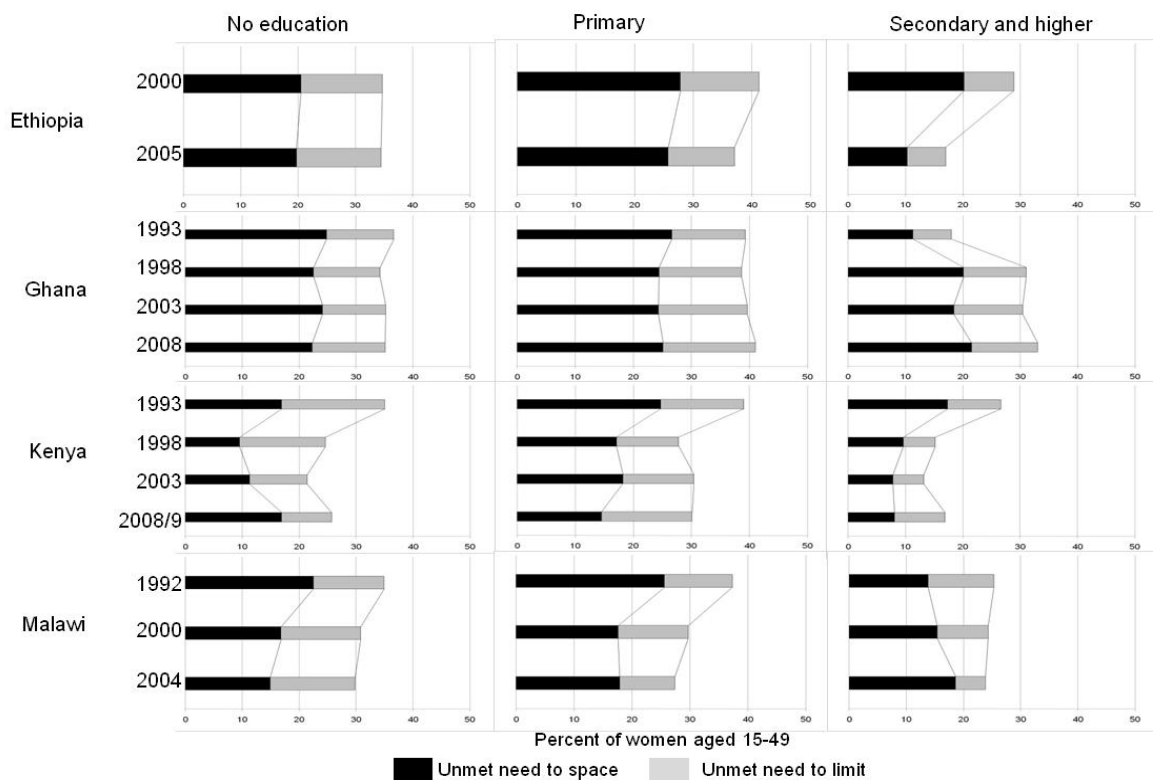 No education Primary Secondary and higher
Ethiopia
2000
2005
0 10 20 30 40 50 0 10 20 30 40 50 0 10 20 30 40 50
Ghana
1993
1998
2003
2008
0 10 20 30 40 50 0 10 20 30 40 50 0 10 20 30 40 50
Kenya
1993
1998
2003
2008/9
0 10 20 30 40 50 0 10 20 30 40 50 0 10 20 30 40 50
Malawi
1992
2000
2004
0 10 20 30 40 50 0 10 20 30 40 50 0 10 20 30 40 50
Percent of women aged 15-49
Unmet need to space Unmet need to limit